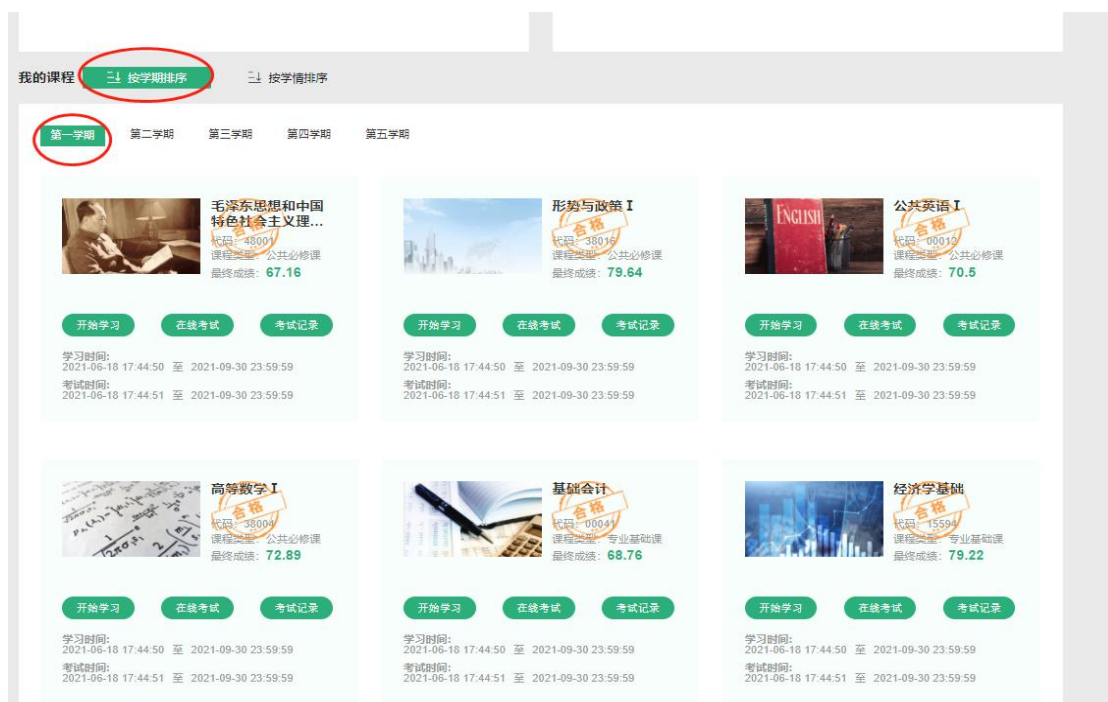 我的课程 按学期排序 按学情排序
第一学期 第二学期 第三学期 第四学期 第五学期
毛泽东思想和中国
特色社会主义理...
合格
代码：48001
课程类型：公共必修课
最终成绩：67.16
开始学习 在线考试 考试记录
学习时间:
2021-06-18 17:44:50 至 2021-09-30 23:59:59
考试时间:
2021-06-18 17:44:51 至 2021-09-30 23:59:59
形势与政策 I
合格
代码：38016
课程类型：公共必修课
最终成绩：79.64
开始学习 在线考试 考试记录
学习时间:
2021-06-18 17:44:50 至 2021-09-30 23:59:59
考试时间:
2021-06-18 17:44:51 至 2021-09-30 23:59:59
ENGLISH
公共英语 I
合格
代码：00012
课程类型：公共必修课
最终成绩：70.5
开始学习 在线考试 考试记录
学习时间:
2021-06-18 17:44:50 至 2021-09-30 23:59:59
考试时间:
2021-06-18 17:44:51 至 2021-09-30 23:59:59
高等数学 I
合格
代码：38004
课程类型：公共必修课
最终成绩：72.89
开始学习 在线考试 考试记录
学习时间:
2021-06-18 17:44:50 至 2021-09-30 23:59:59
考试时间:
2021-06-18 17:44:51 至 2021-09-30 23:59:59
基础会计
合格
代码：00041
课程类型：专业基础课
最终成绩：68.76
开始学习 在线考试 考试记录
学习时间:
2021-06-18 17:44:50 至 2021-09-30 23:59:59
考试时间:
2021-06-18 17:44:51 至 2021-09-30 23:59:59
经济学基础
合格
代码：15594
课程类型：专业基础课
最终成绩：79.22
开始学习 在线考试 考试记录
学习时间:
2021-06-18 17:44:50 至 2021-09-30 23:59:59
考试时间:
2021-06-18 17:44:51 至 2021-09-30 23:59:59